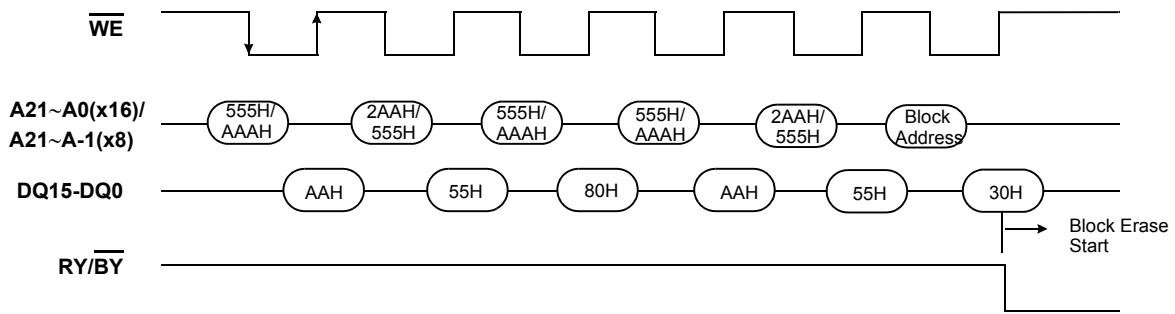 WE
A21~A0(x16)/
A21~A-1(x8)
555H/
AAAH
2AAH/
555H
555H/
AAAH
555H/
AAAH
2AAH/
555H
Block
Address
DQ15-DQ0
AAH
55H
80H
AAH
55H
30H
Block Erase
Start
RY/BY